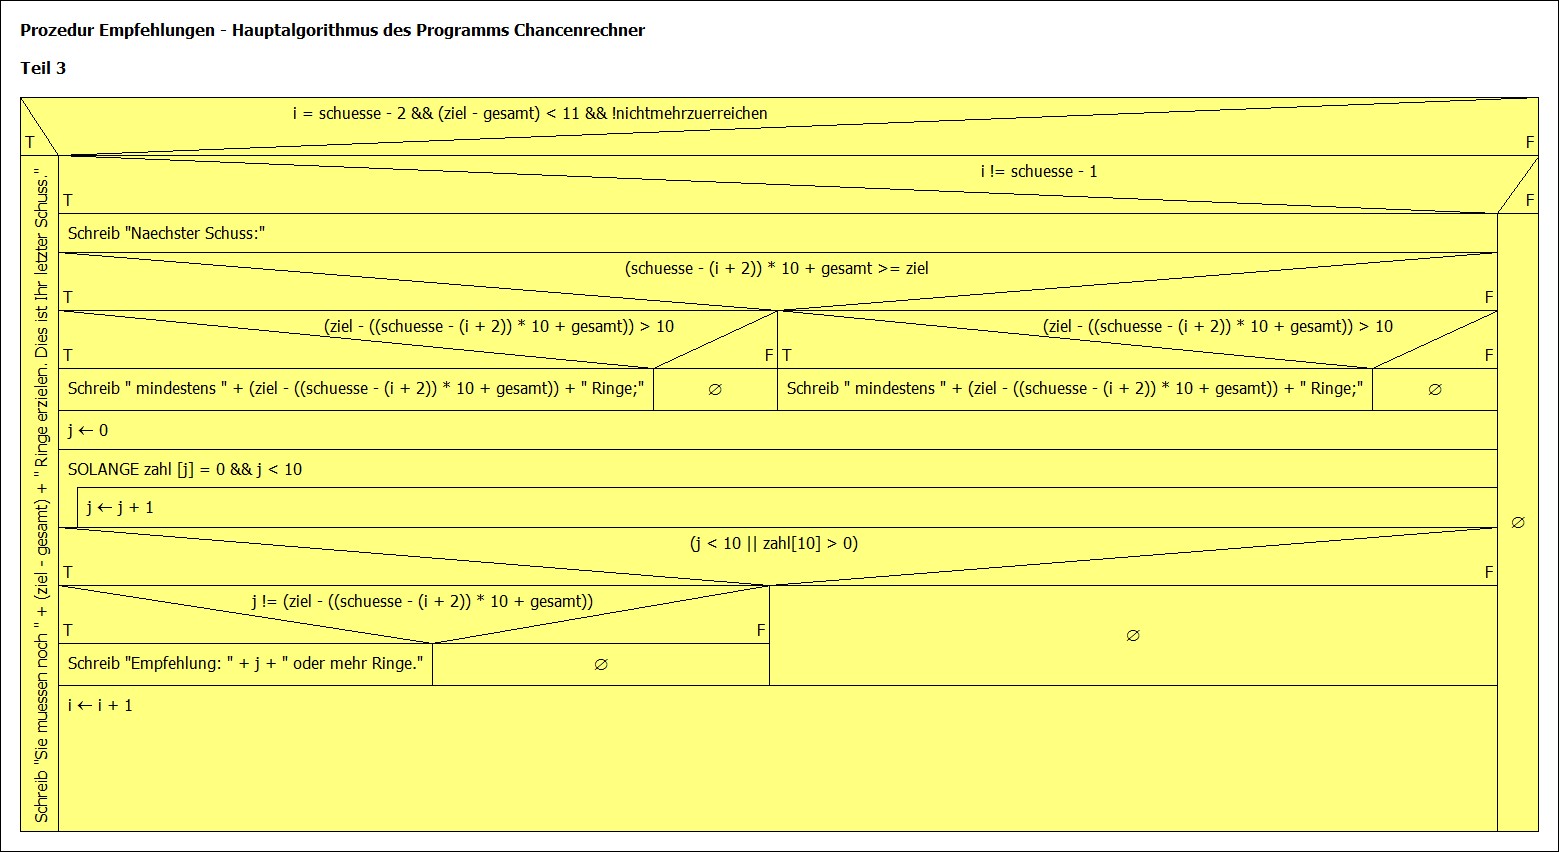 Prozedur Empfehlungen - Hauptalgorithmus des Programms Chancenrechner
Teil 3
i = schuesse - 2 && (ziel - gesamt) < 11 && !nichtmehrzuerreichen
T
F
Schreib "Sie muessen noch " + (ziel - gesamt) + " Ringe erzielen. Dies ist Ihr letzter Schuss."
i != schuesse - 1
T
F
Schreib "Naechster Schuss:"
(schuesse - (i + 2)) * 10 + gesamt >= ziel
T
F
(ziel - ((schuesse - (i + 2)) * 10 + gesamt)) > 10
T
F
(ziel - ((schuesse - (i + 2)) * 10 + gesamt)) > 10
T
F
Schreib " mindestens " + (ziel - ((schuesse - (i + 2)) * 10 + gesamt)) + " Ringe;"
∅
Schreib " mindestens " + (ziel - ((schuesse - (i + 2)) * 10 + gesamt)) + " Ringe;"
∅
j ← 0
SOLANGE zahl [j] = 0 && j < 10
j ← j + 1
∅
(j < 10 || zahl[10] > 0)
T
F
j != (ziel - ((schuesse - (i + 2)) * 10 + gesamt))
T
F
∅
Schreib "Empfehlung: " + j + " oder mehr Ringe."
∅
i ← i + 1